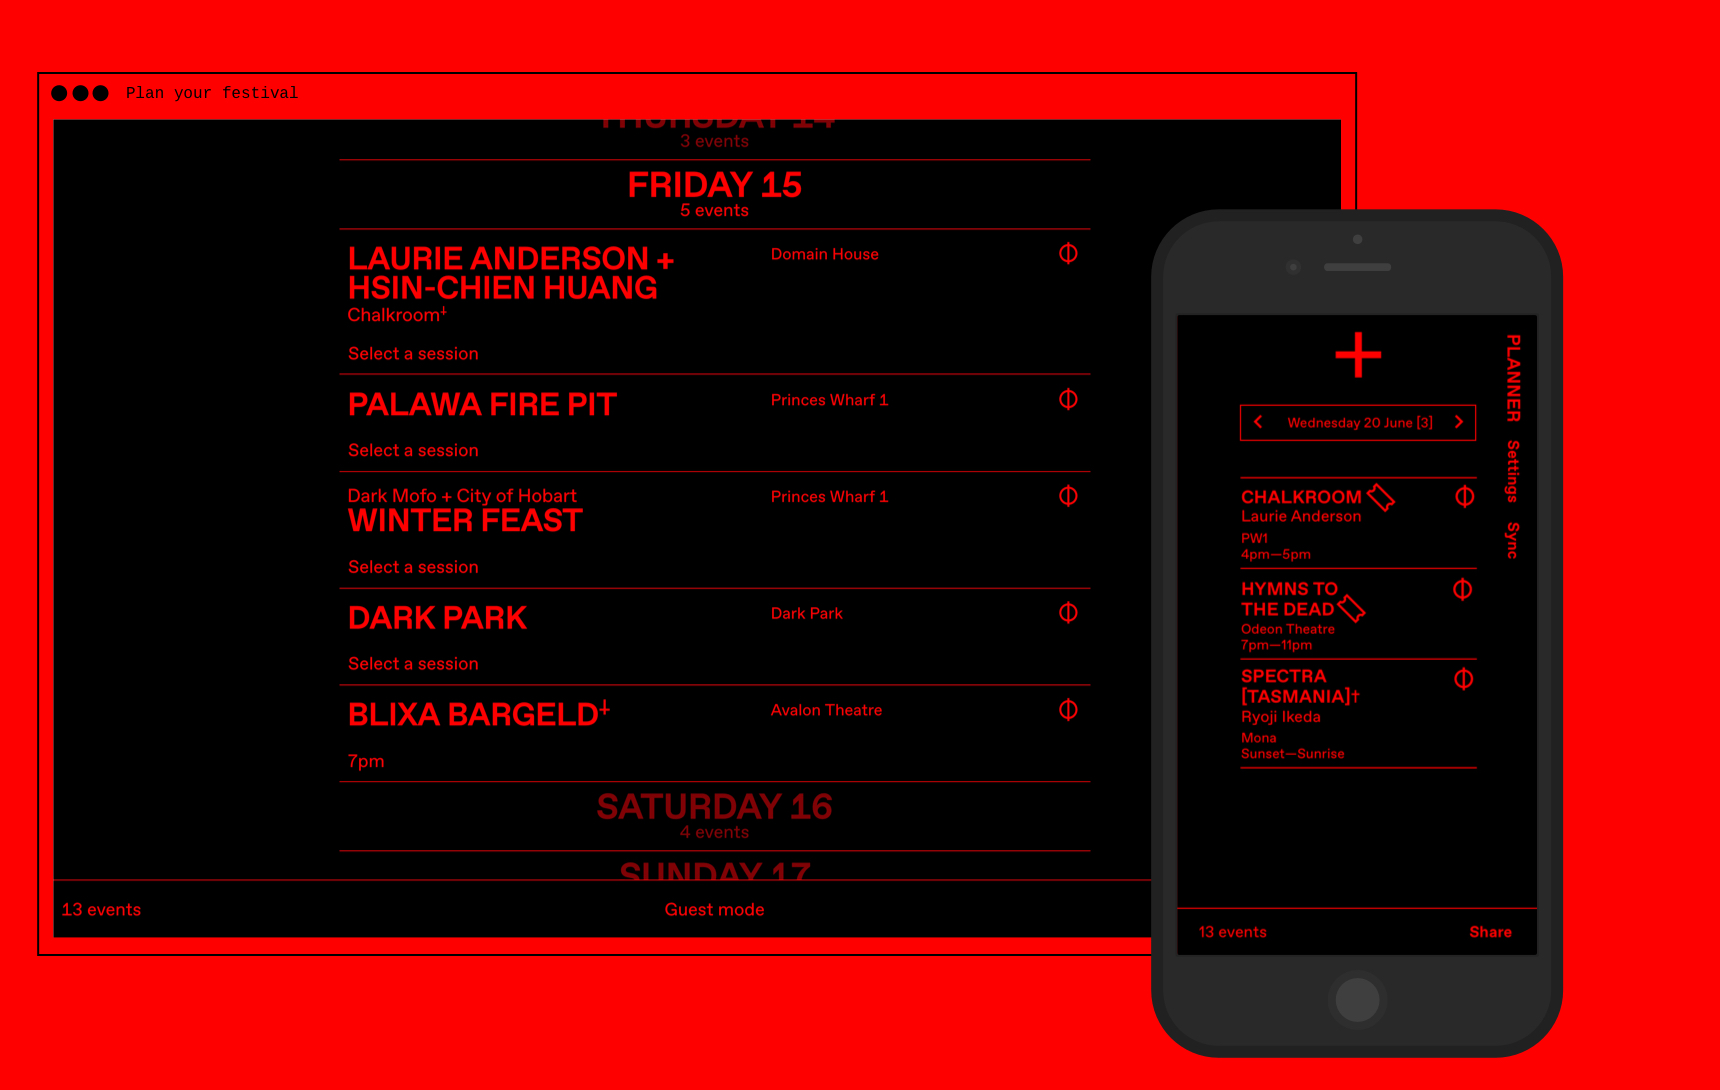 Plan your festival
THURSDAY 14
3 events
FRIDAY 15
5 events
LAURIE ANDERSON +
HSIN-CHIEN HUANG
Chalkroom⸸
Domain House
Select a session
PALAWA FIRE PIT
Princes Wharf 1
Select a session
Dark Mofo + City of Hobart
WINTER FEAST
Princes Wharf 1
Select a session
DARK PARK
Dark Park
Select a session
BLIXA BARGELD⸸
Avalon Theatre
7pm
SATURDAY 16
4 events
SUNDAY 17
13 events
Guest mode
PLANNER Settings Sync
Wednesday 20 June [3]
CHALKROOM
Laurie Anderson
PW1
4pm—5pm
HYMNS TO
THE DEAD
Odeon Theatre
7pm—11pm
SPECTRA
[TASMANIA]†
Ryoji Ikeda
Mona
Sunset—Sunrise
13 events
Share